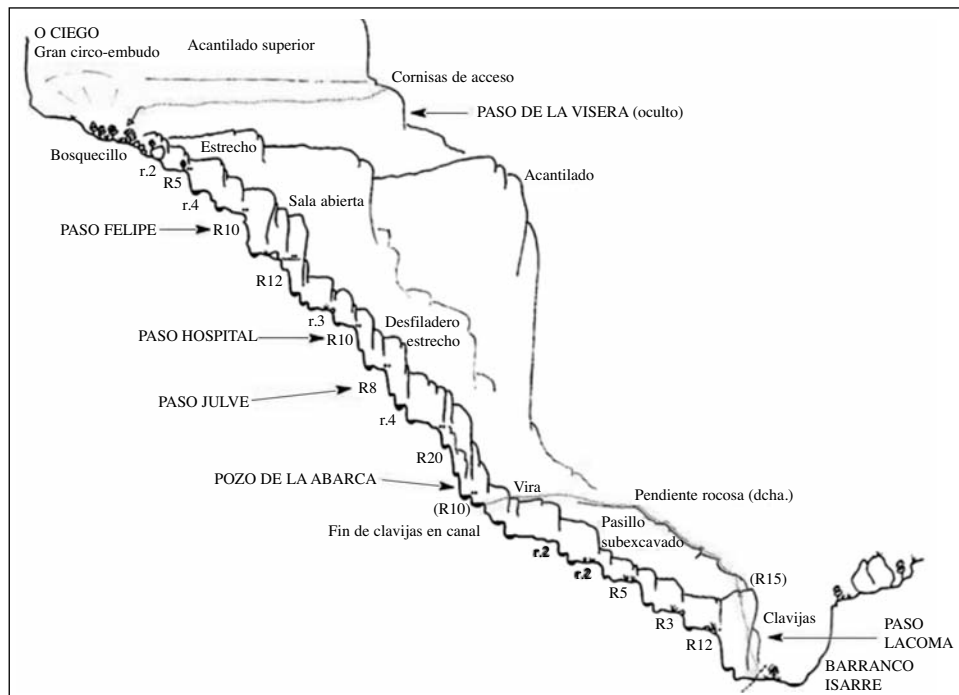 O CIEGO
Gran circo-embudo
Acantilado superior
Cornisas de acceso
PASO DE LA VISERA (oculto)
Bosquecillo
Estrecho
Acantilado
r.2
R5
r.4
Sala abierta
PASO FELIPE
R10
R12
r.3
Desfiladero
estrecho
PASO HOSPITAL
R10
R8
PASO JULVE
r.4
R20
POZO DE LA ABARCA
(R10)
Vira
Pendiente rocosa (dcha.)
Fin de clavijas en canal
Pasillo
subexcavado
r.2
r.2
R5
(R15)
R3
R12
Clavijas
PASO
LACOMA
BARRANCO
ISARRE